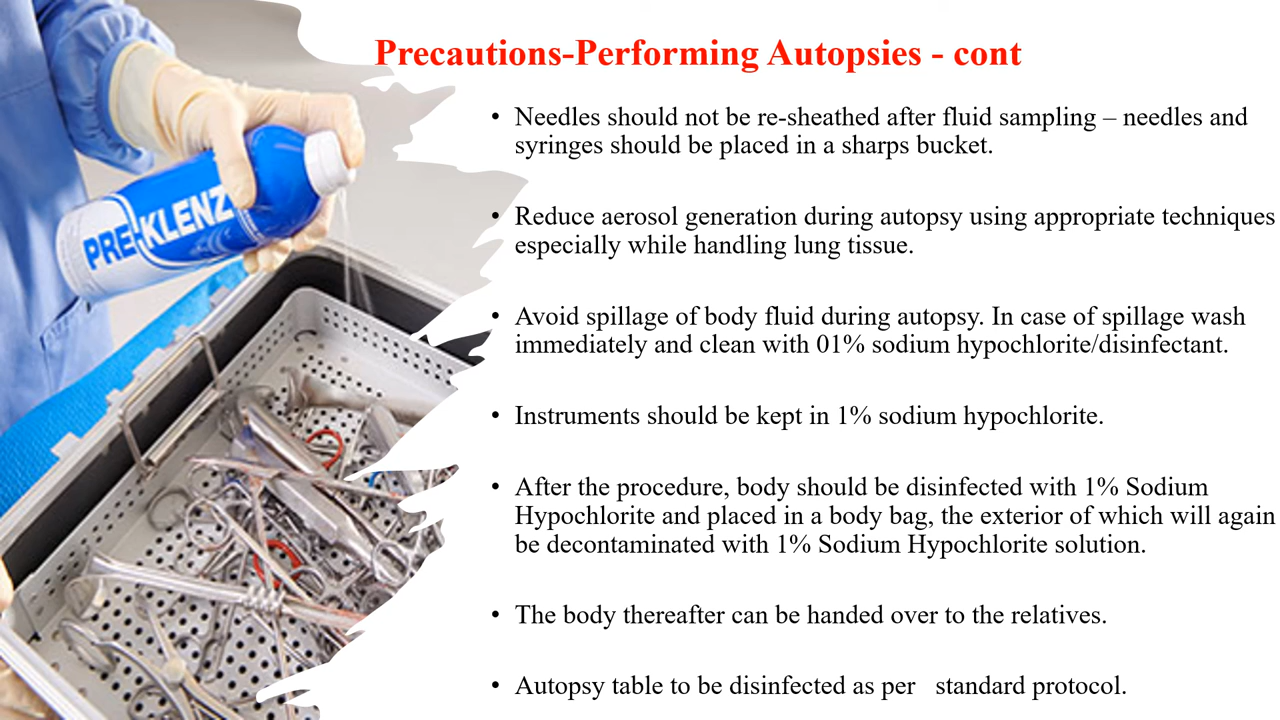 Precautions-Performing Autopsies - cont
• Needles should not be re-sheathed after fluid sampling – needles and
syringes should be placed in a sharps bucket.
• Reduce aerosol generation during autopsy using appropriate techniques
especially while handling lung tissue.
• Avoid spillage of body fluid during autopsy. In case of spillage wash
immediately and clean with 01% sodium hypochlorite/disinfectant.
• Instruments should be kept in 1% sodium hypochlorite.
• After the procedure, body should be disinfected with 1% Sodium
Hypochlorite and placed in a body bag, the exterior of which will again
be decontaminated with 1% Sodium Hypochlorite solution.
• The body thereafter can be handed over to the relatives.
• Autopsy table to be disinfected as per   standard protocol.
PRE-KLENZ